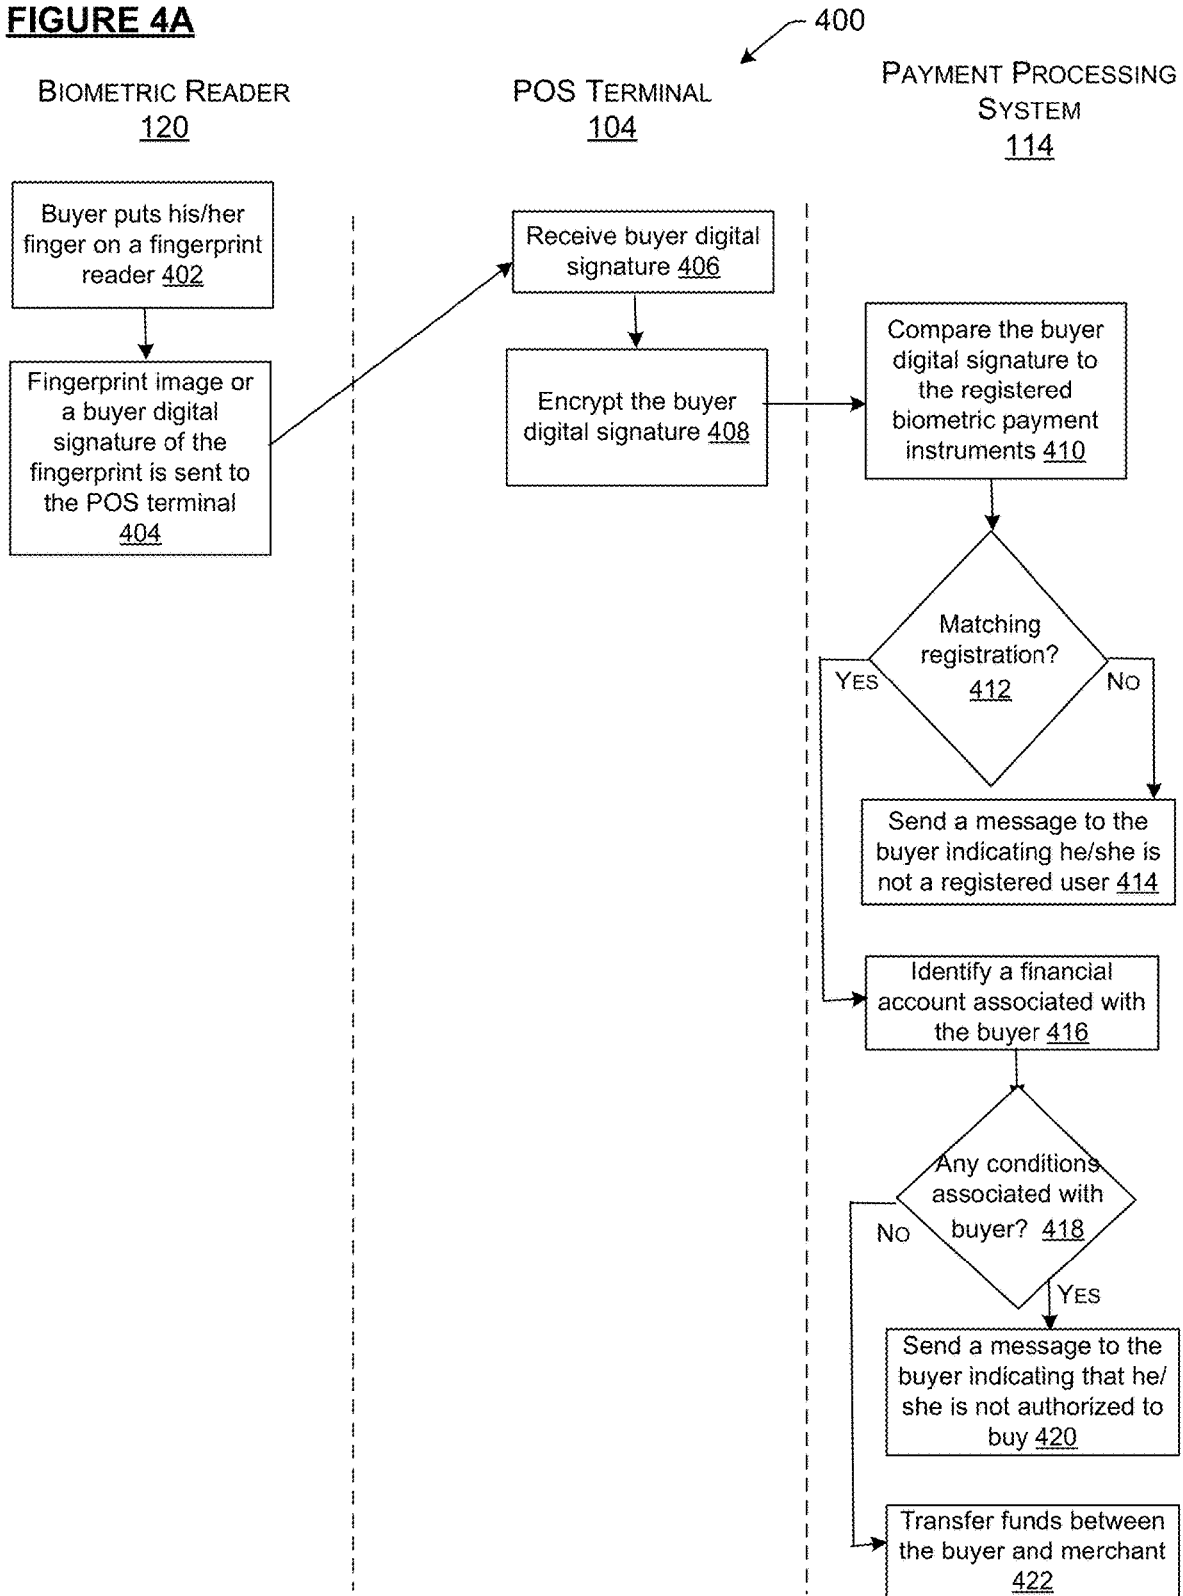 FIGURE 4A
400
BIOMETRIC READER
120
POS TERMINAL
104
PAYMENT PROCESSING
SYSTEM
114
Buyer puts his/her
finger on a fingerprint
reader 402
Fingerprint image or
a buyer digital
signature of the
fingerprint is sent to
the POS terminal
404
Receive buyer digital
signature 406
Encrypt the buyer
digital signature 408
Compare the buyer
digital signature to
the registered
biometric payment
instruments 410
Matching
registration?
412
YES
NO
Send a message to the
buyer indicating he/she is
not a registered user 414
Identify a financial
account associated with
the buyer 416
Any conditions
associated with
buyer? 418
NO
YES
Send a message to the
buyer indicating that he/
she is not authorized to
buy 420
Transfer funds between
the buyer and merchant
422